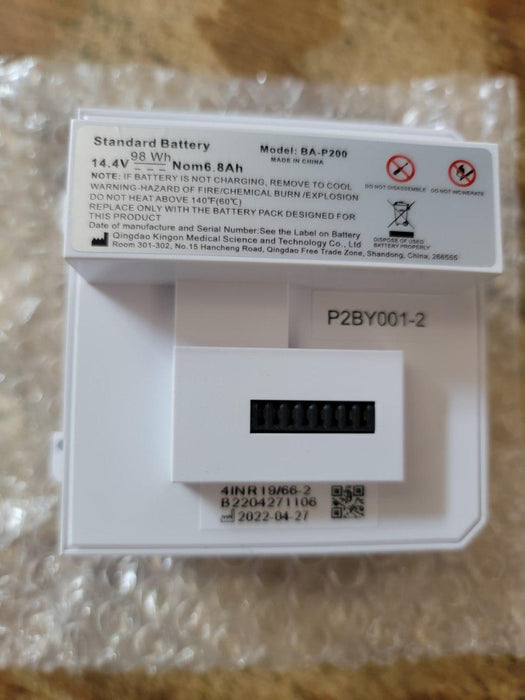 Standard Battery
Model: BA-P200
MADE IN CHINA
98 Wh
14.4V Nom6.8Ah
NOTE: IF BATTERY IS NOT CHARGING, REMOVE TO COOL
WARNING-HAZARD OF FIRE/CHEMICAL BURN/EXPLOSION
DO NOT HEAT ABOVE 140℉(60℃)
REPLACE ONLY WITH THE BATTERY PACK DESIGNED FOR
THIS PRODUCT
Date of manufacture and Serial Number:See the Label on Battery
Qingdao Kingon Medical Science and Technology Co., Ltd
Room 301-302, No.15 Hancheng Road, Qingdao Free Trade Zone, Shandong, China, 266555
DO NOT DISASSEMBLE
DO NOT INCINERATE
DISPOSE OF USED
BATTERY PROPERLY
P2BY001-2
4INR19/66-2
B2204271106
2022-04-27